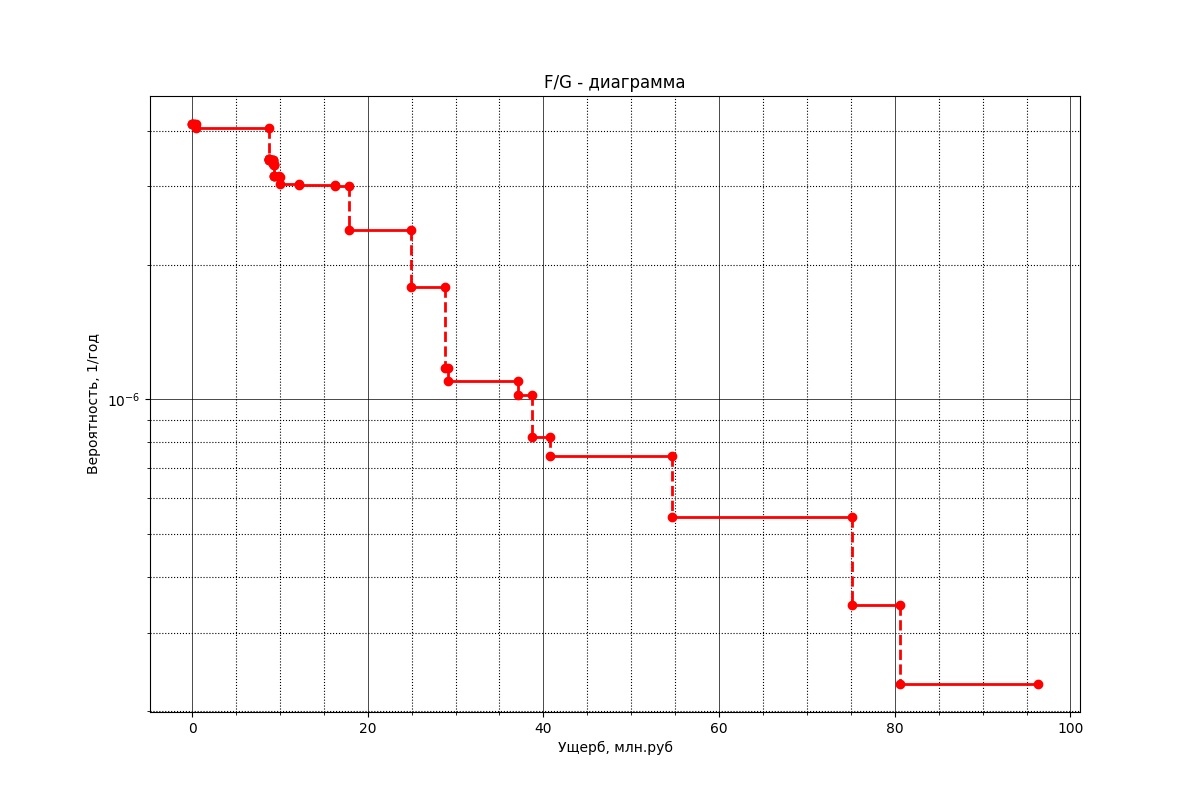 F/G - диаграмма
Вероятность, 1/год
10⁻⁶
0 20 40 60 80 100
Ущерб, млн.руб